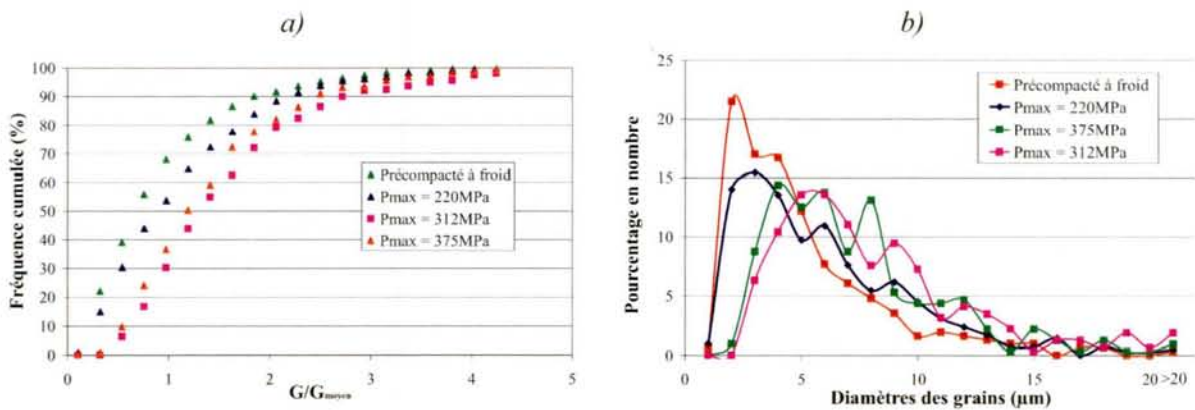 a)
100
90
80
70
60
50
40
30
20
10
0
0 1 2 3 4 5
Fréquence cumulée (%)
G/Gmoyen
Précompacté à froid
Pmax = 220MPa
Pmax = 312MPa
Pmax = 375MPa
b)
25
20
15
10
5
0
0 5 10 15 20 >20
Pourcentage en nombre
Diamètres des grains (µm)
Précompacté à froid
Pmax = 220MPa
Pmax = 375MPa
Pmax = 312MPa